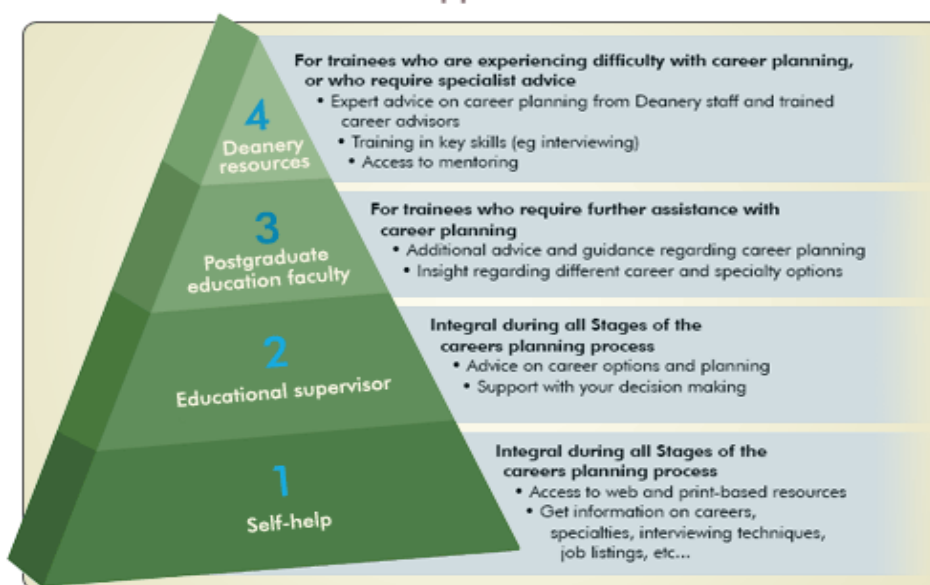 4
Deanery
resources
For trainees who are experiencing difficulty with career planning,
or who require specialist advice
• Expert advice on career planning from Deanery staff and trained
career advisors
• Training in key skills (eg interviewing)
• Access to mentoring
3
Postgraduate
education faculty
For trainees who require further assistance with
career planning
• Additional advice and guidance regarding career planning
• Insight regarding different career and specialty options
2
Educational supervisor
Integral during all Stages of the
careers planning process
• Advice on career options and planning
• Support with your decision making
1
Self-help
Integral during all Stages of the
careers planning process
• Access to web and print-based resources
• Get information on careers,
specialties, interviewing techniques,
job listings, etc...